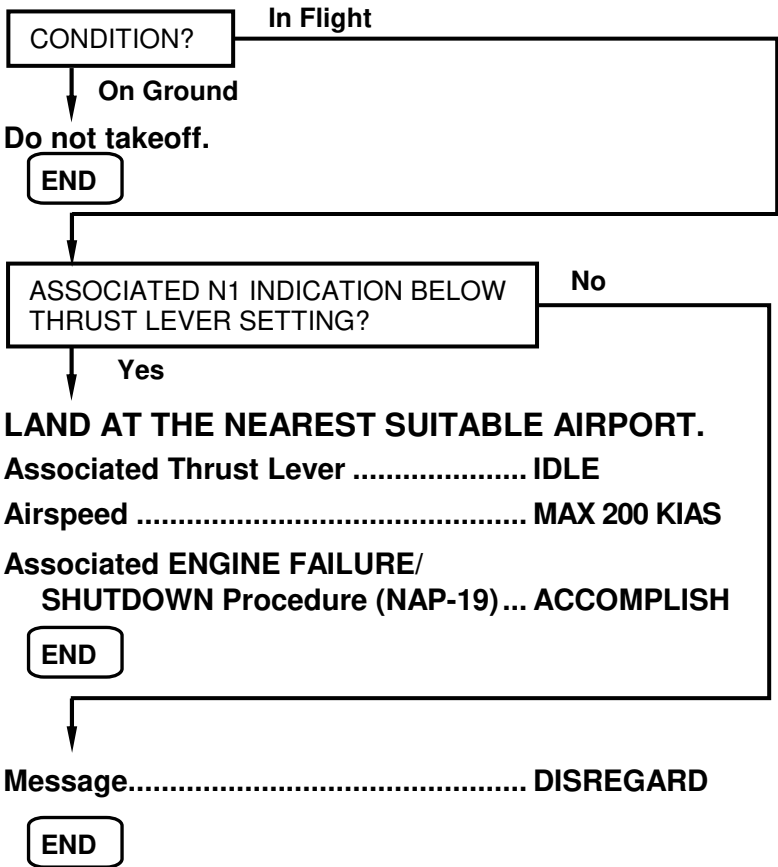 CONDITION?
In Flight
On Ground
Do not takeoff.
END
ASSOCIATED N1 INDICATION BELOW
THRUST LEVER SETTING?
No
Yes
LAND AT THE NEAREST SUITABLE AIRPORT.
Associated Thrust Lever ..................... IDLE
Airspeed ............................................... MAX 200 KIAS
Associated ENGINE FAILURE/
SHUTDOWN Procedure (NAP-19) ... ACCOMPLISH
END
Message................................................ DISREGARD
END